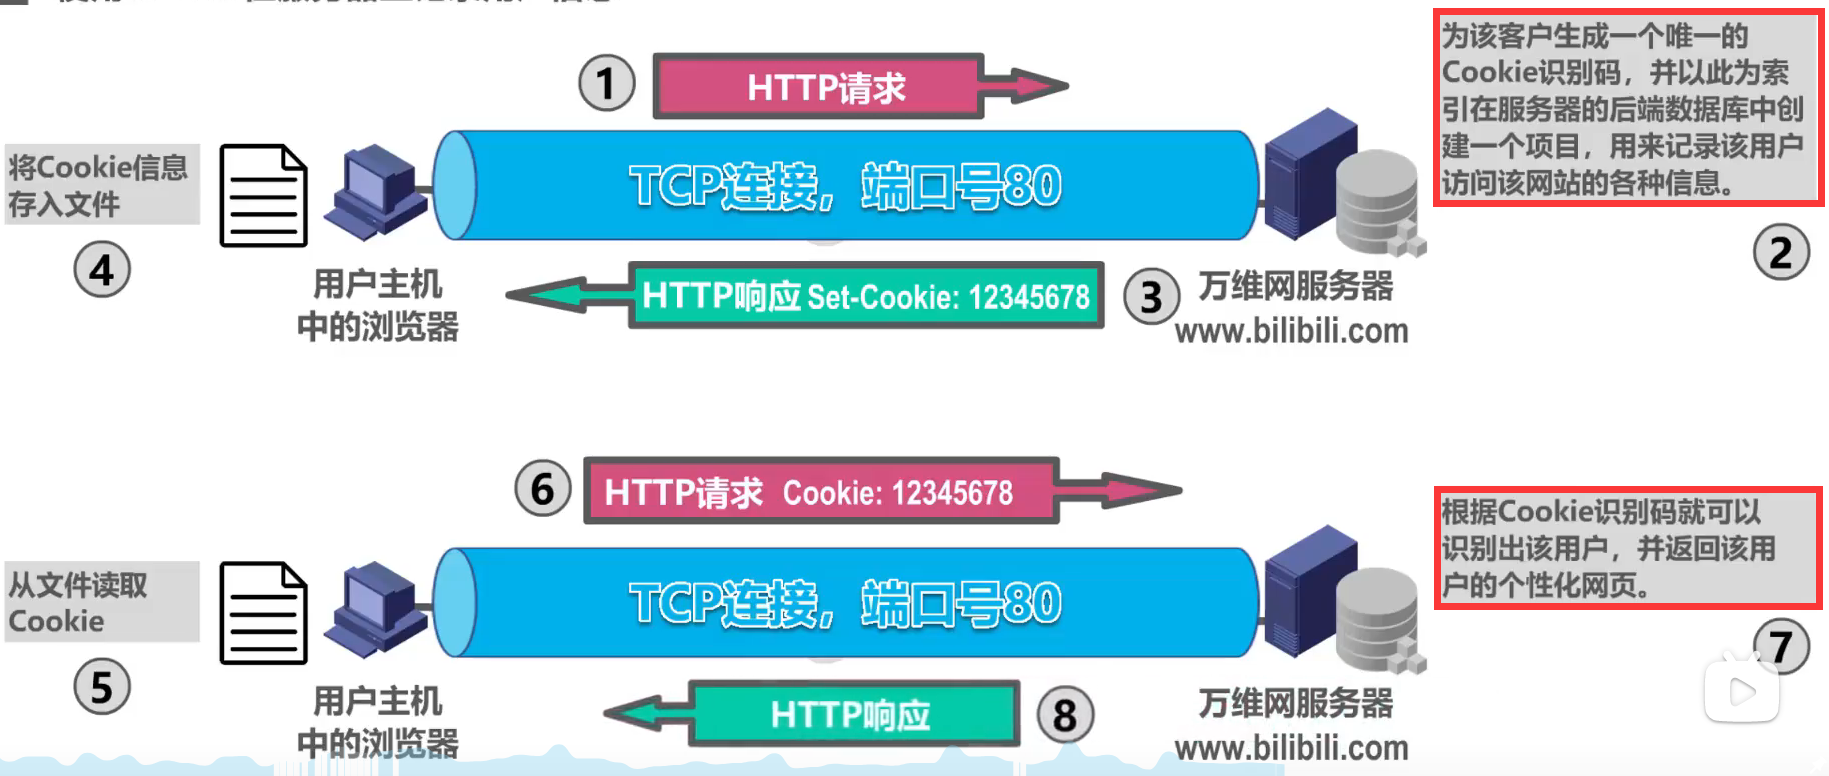 ①
HTTP请求
为该客户生成一个唯一的
Cookie识别码，并以此为索
引在服务器的后端数据库中创
建一个项目，用来记录该用户
访问该网站的各种信息。
②
将Cookie信息
存入文件
④
TCP连接，端口号80
用户主机
中的浏览器
HTTP响应 Set-Cookie: 12345678
③
万维网服务器
www.bilibili.com
⑥
HTTP请求 Cookie: 12345678
根据Cookie识别码就可以
识别出该用户，并返回该用
户的个性化网页。
⑦
从文件读取
Cookie
⑤
TCP连接，端口号80
用户主机
中的浏览器
HTTP响应
⑧
万维网服务器
www.bilibili.com